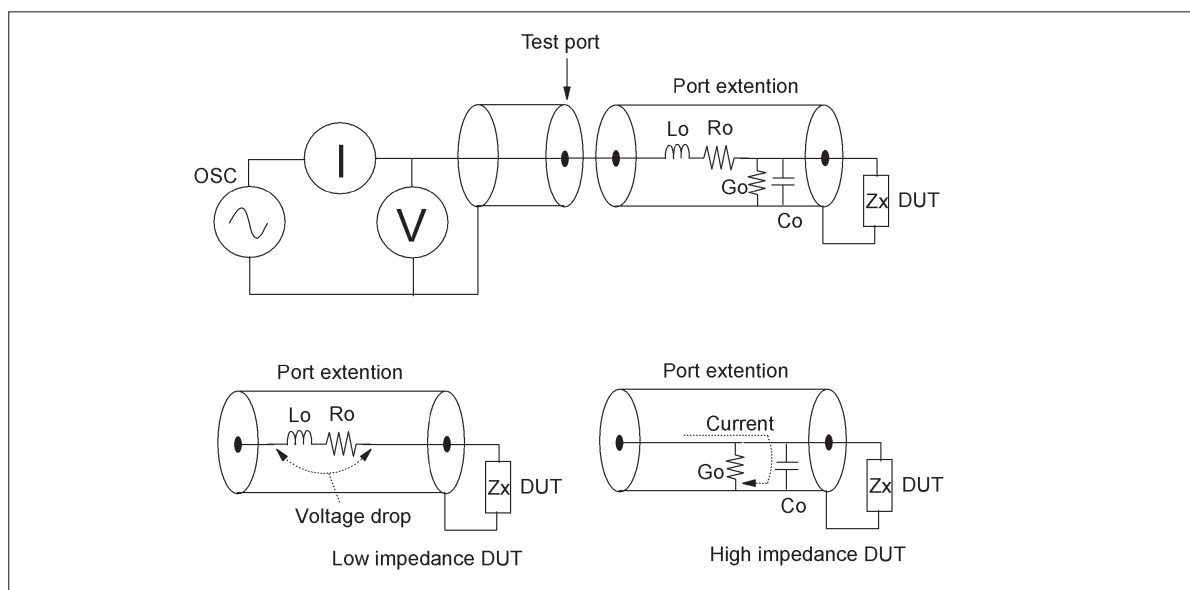 Test port
Port extention
Lo Ro
I
OSC
Go
V
Zx DUT
Co
Port extention
Lo Ro
Zx DUT
Voltage drop
Low impedance DUT
Port extention
Current
Go
Zx DUT
Co
High impedance DUT